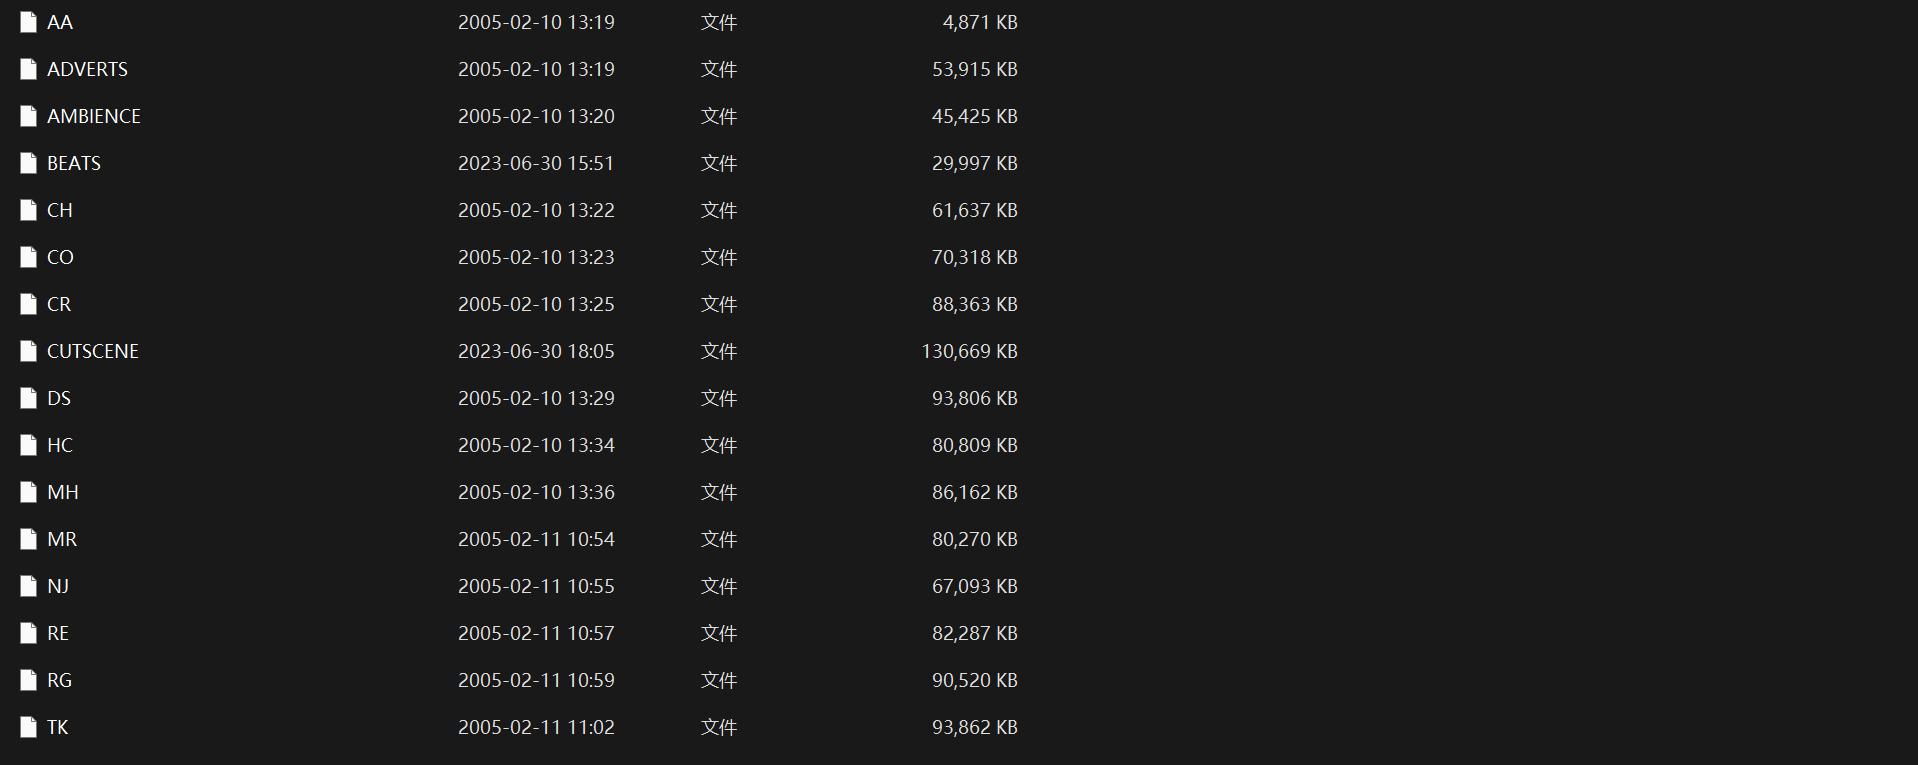 AA 2005-02-10 13:19 文件 4,871 KB
ADVERTS 2005-02-10 13:19 文件 53,915 KB
AMBIENCE 2005-02-10 13:20 文件 45,425 KB
BEATS 2023-06-30 15:51 文件 29,997 KB
CH 2005-02-10 13:22 文件 61,637 KB
CO 2005-02-10 13:23 文件 70,318 KB
CR 2005-02-10 13:25 文件 88,363 KB
CUTSCENE 2023-06-30 18:05 文件 130,669 KB
DS 2005-02-10 13:29 文件 93,806 KB
HC 2005-02-10 13:34 文件 80,809 KB
MH 2005-02-10 13:36 文件 86,162 KB
MR 2005-02-11 10:54 文件 80,270 KB
NJ 2005-02-11 10:55 文件 67,093 KB
RE 2005-02-11 10:57 文件 82,287 KB
RG 2005-02-11 10:59 文件 90,520 KB
TK 2005-02-11 11:02 文件 93,862 KB